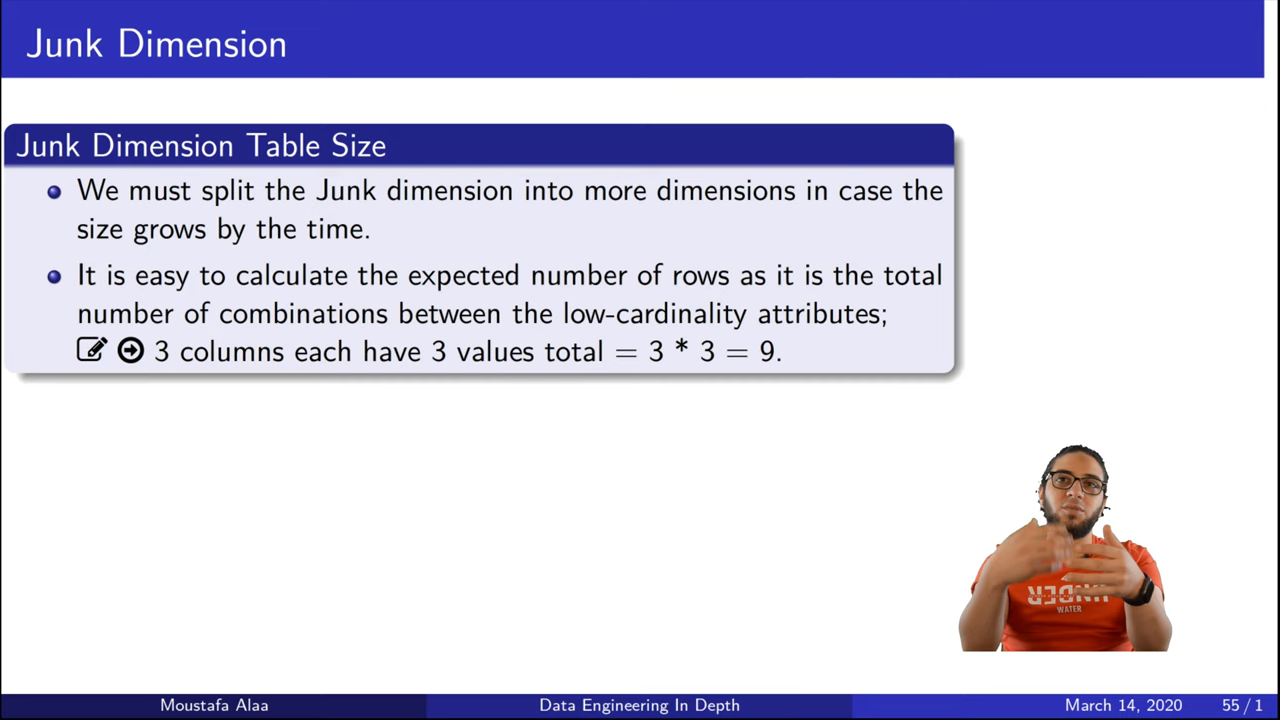 Junk Dimension
Junk Dimension Table Size
We must split the Junk dimension into more dimensions in case the
size grows by the time.
It is easy to calculate the expected number of rows as it is the total
number of combinations between the low-cardinality attributes;
3 columns each have 3 values total = 3 * 3 = 9.
UNDER
WATER
Moustafa Alaa
Data Engineering In Depth
March 14, 2020
55 / 1